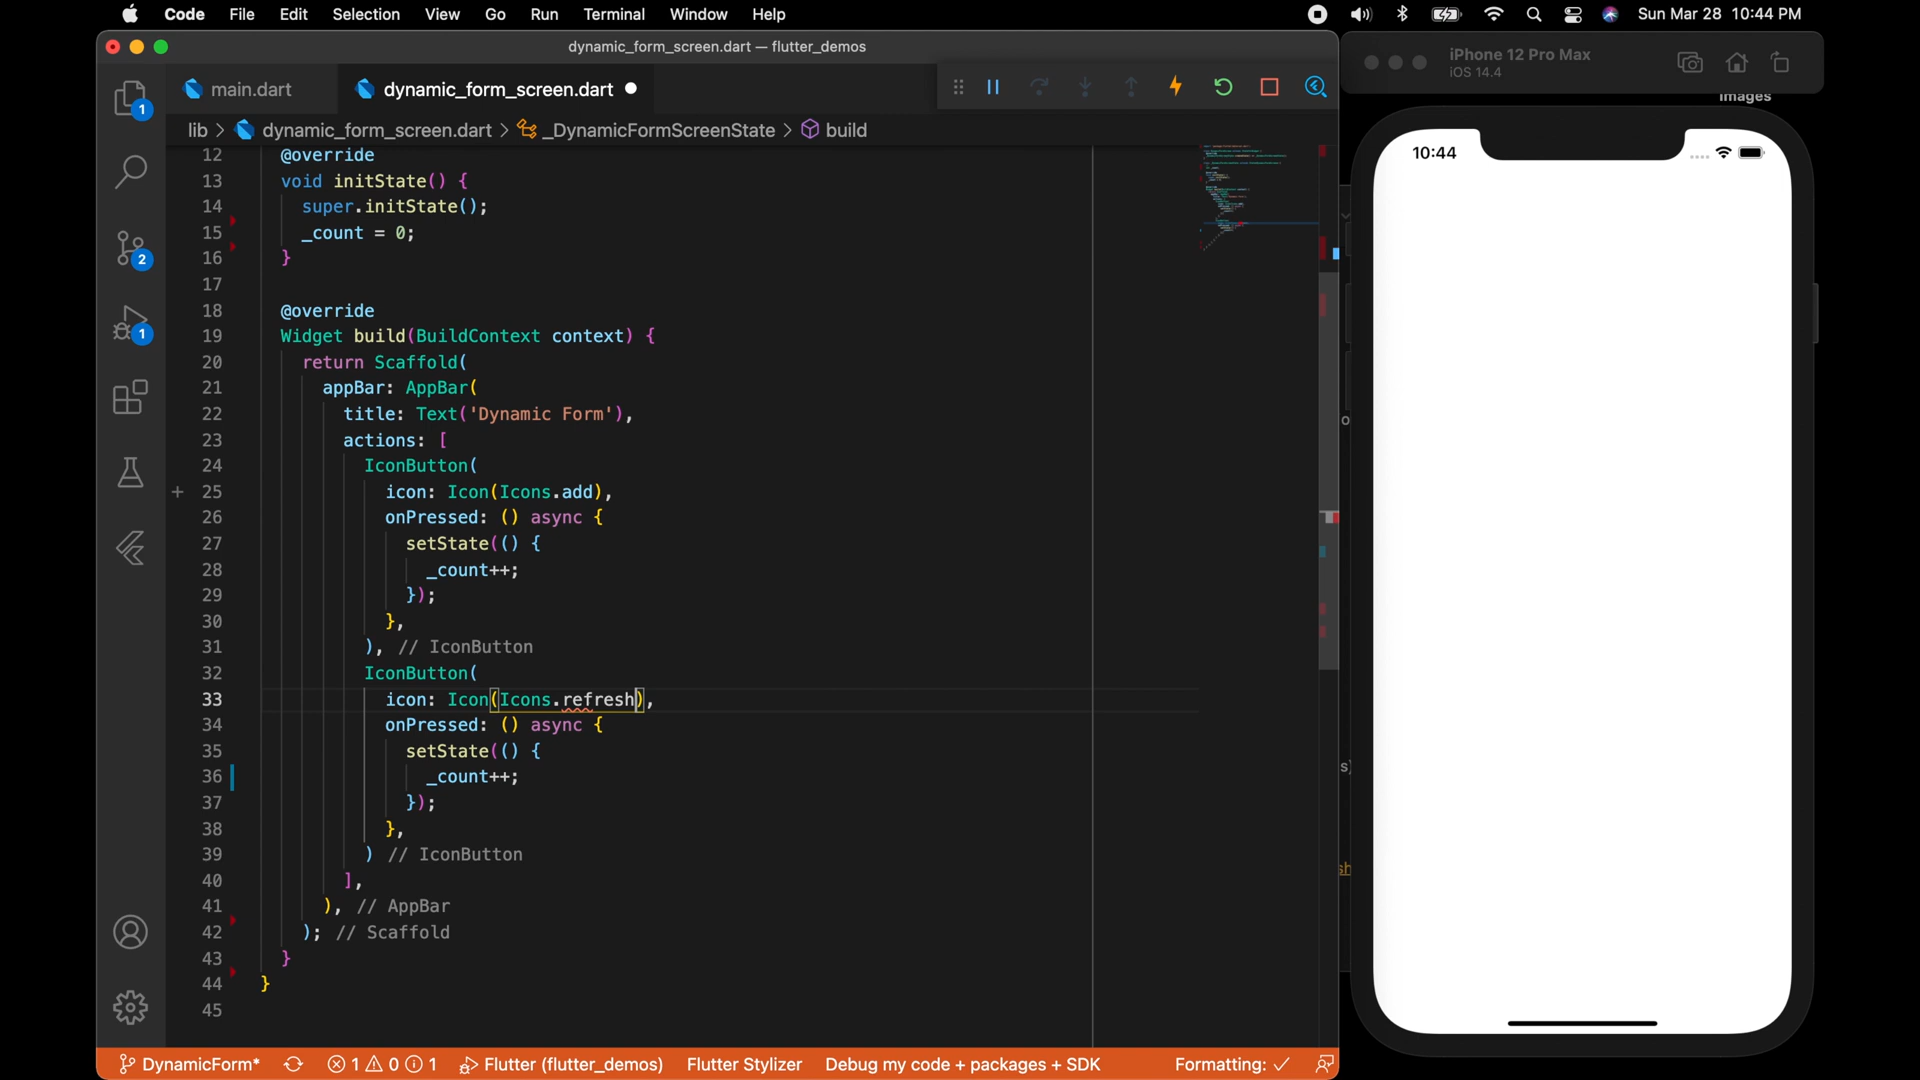 Code File Edit Selection View Go Run Terminal Window Help
Sun Mar 28 10:44 PM
dynamic_form_screen.dart — flutter_demos
iPhone 12 Pro Max
iOS 14.4
main.dart
dynamic_form_screen.dart
Images
lib > dynamic_form_screen.dart > _DynamicFormScreenState > build
10:44
1
2
1
12 @override
13 void initState() {
14 super.initState();
15 _count = 0;
16 }
17
18 @override
19 Widget build(BuildContext context) {
20 return Scaffold(
21 appBar: AppBar(
22 title: Text('Dynamic Form'),
23 actions: [
24 IconButton(
25 icon: Icon(Icons.add),
26 onPressed: () async {
27 setState(() {
28 _count++;
29 });
30 },
31 ), // IconButton
32 IconButton(
33 icon: Icon(Icons.refresh),
34 onPressed: () async {
35 setState(() {
36 _count++;
37 });
38 },
39 ) // IconButton
40 ],
41 ), // AppBar
42 ); // Scaffold
43 }
44 }
45
DynamicForm* 1 0 1 Flutter (flutter_demos) Flutter Stylizer Debug my code + packages + SDK Formatting: ✓